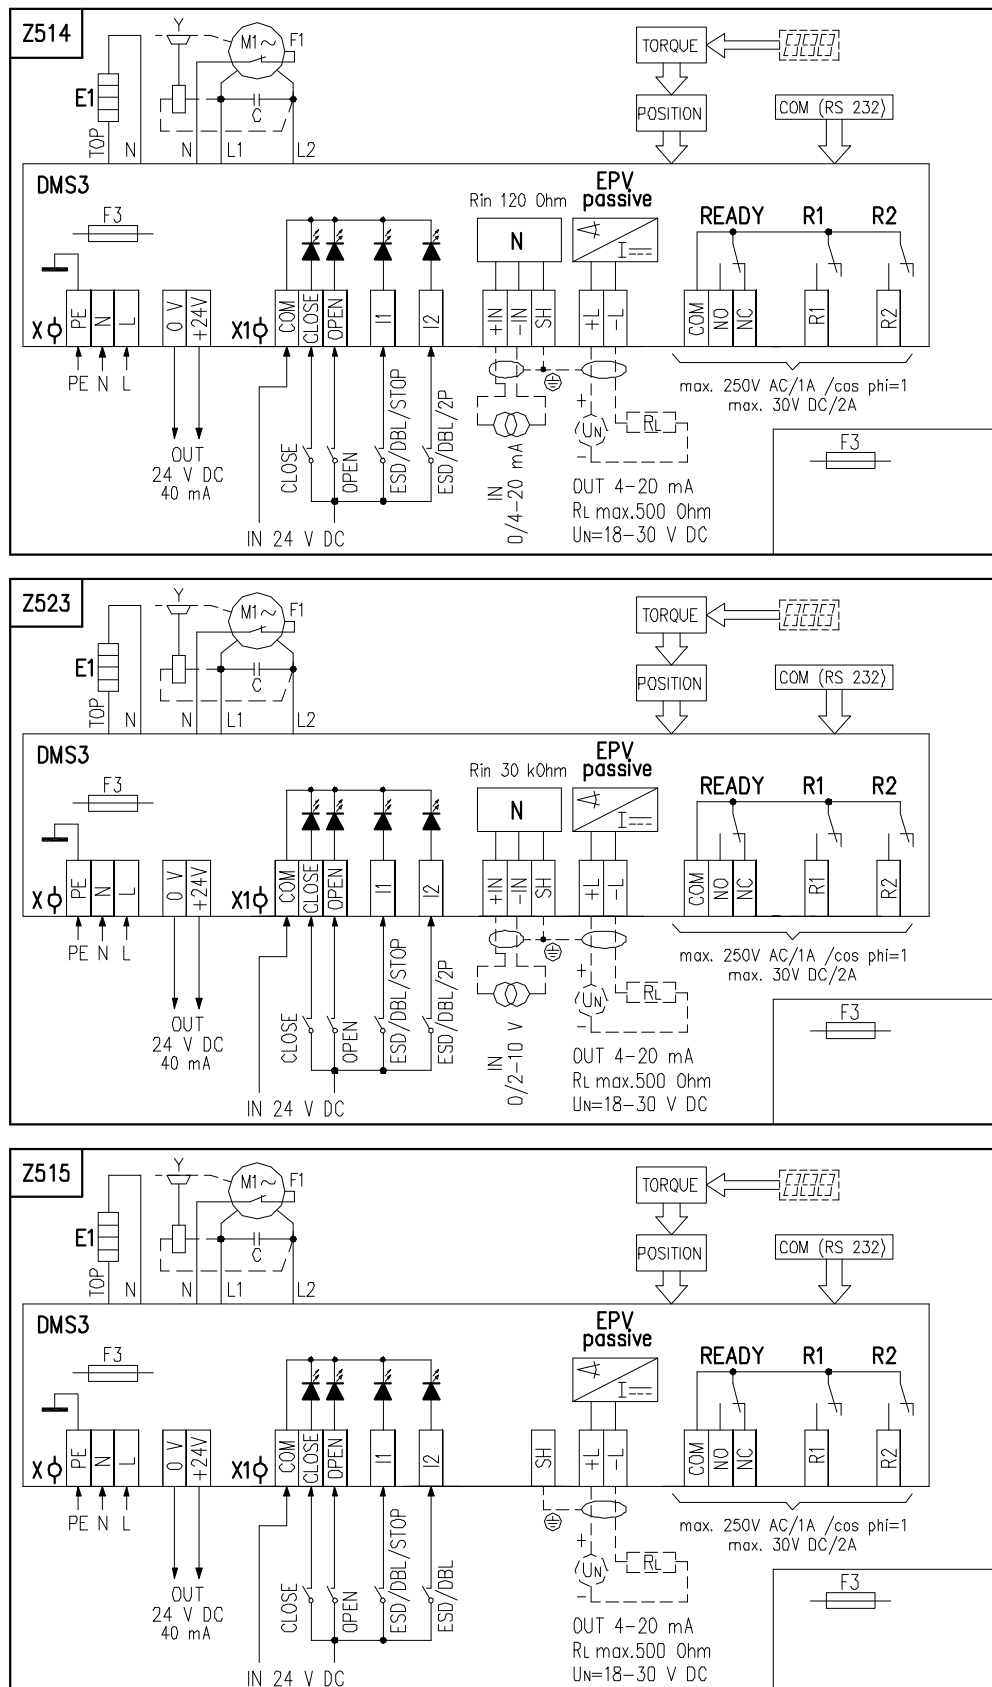 Z514
Y
M1~ F1
E1
C
TOP N N L1 L2
TORQUE
POSITION
COM (RS 232)
DMS3
F3
Rin 120 Ohm
N
EPV
passive
READY R1 R2
X PE N L 0 V +24V X1 COM CLOSE OPEN I1 I2 +IN -IN SH +L -L COM NO NC R1 R2
PE N L
OUT
24 V DC
40 mA
CLOSE
OPEN
ESD/DBL/STOP
ESD/DBL/2P
IN 24 V DC
IN
0/4-20 mA
+
UN
-
RL
OUT 4-20 mA
RL max.500 Ohm
UN=18-30 V DC
max. 250V AC/1A /cos phi=1
max. 30V DC/2A
F3
Z523
Y
M1~ F1
E1
C
TOP N N L1 L2
TORQUE
POSITION
COM (RS 232)
DMS3
F3
Rin 30 kOhm
N
EPV
passive
READY R1 R2
X PE N L 0 V +24V X1 COM CLOSE OPEN I1 I2 +IN -IN SH +L -L COM NO NC R1 R2
PE N L
OUT
24 V DC
40 mA
CLOSE
OPEN
ESD/DBL/STOP
ESD/DBL/2P
IN 24 V DC
IN
0/2-10 V
+
UN
-
RL
OUT 4-20 mA
RL max.500 Ohm
UN=18-30 V DC
max. 250V AC/1A /cos phi=1
max. 30V DC/2A
F3
Z515
Y
M1~ F1
E1
C
TOP N N L1 L2
TORQUE
POSITION
COM (RS 232)
DMS3
F3
EPV
passive
READY R1 R2
X PE N L 0 V +24V X1 COM CLOSE OPEN I1 I2 SH +L -L COM NO NC R1 R2
PE N L
OUT
24 V DC
40 mA
CLOSE
OPEN
ESD/DBL/STOP
ESD/DBL
IN 24 V DC
+
UN
-
RL
OUT 4-20 mA
RL max.500 Ohm
UN=18-30 V DC
max. 250V AC/1A /cos phi=1
max. 30V DC/2A
F3